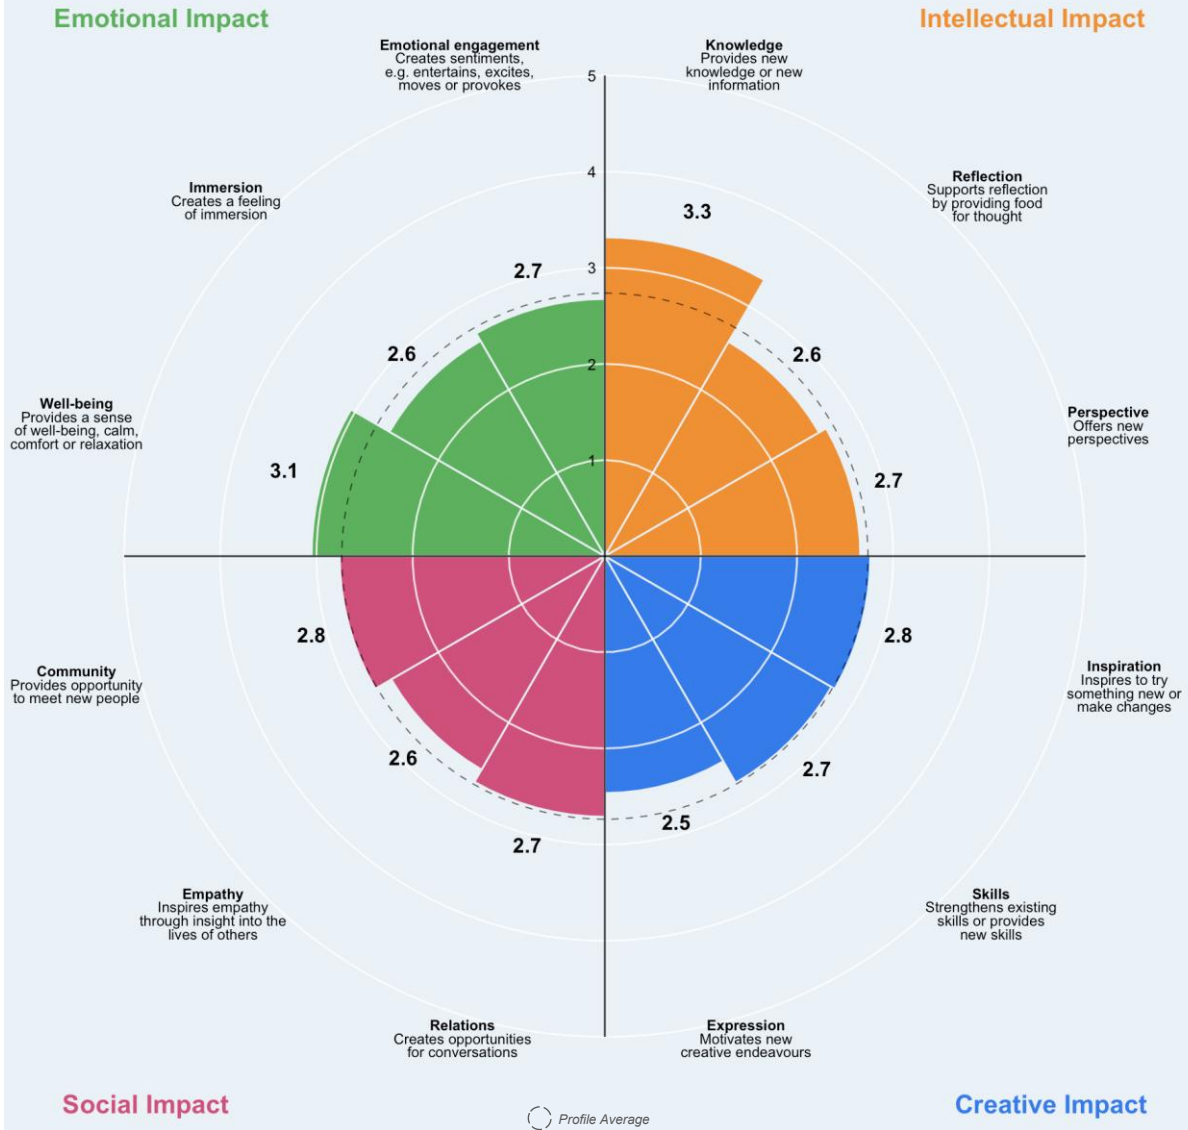 Emotional Impact
Intellectual Impact
Emotional engagement
Creates sentiments,
e.g. entertains, excites,
moves or provokes
Knowledge
Provides new
knowledge or new
information
5
4
3
2
1
Immersion
Creates a feeling
of immersion
Reflection
Supports reflection
by providing food
for thought
3.3
2.7
2.6
2.6
Well-being
Provides a sense
of well-being, calm,
comfort or relaxation
Perspective
Offers new
perspectives
3.1
2.7
2.8
2.8
Community
Provides opportunity
to meet new people
Inspiration
Inspires to try
something new or
make changes
2.6
2.7
2.7
2.5
Empathy
Inspires empathy
through insight into the
lives of others
Skills
Strengthens existing
skills or provides
new skills
Relations
Creates opportunities
for conversations
Expression
Motivates new
creative endeavours
Social Impact
Creative Impact
Profile Average